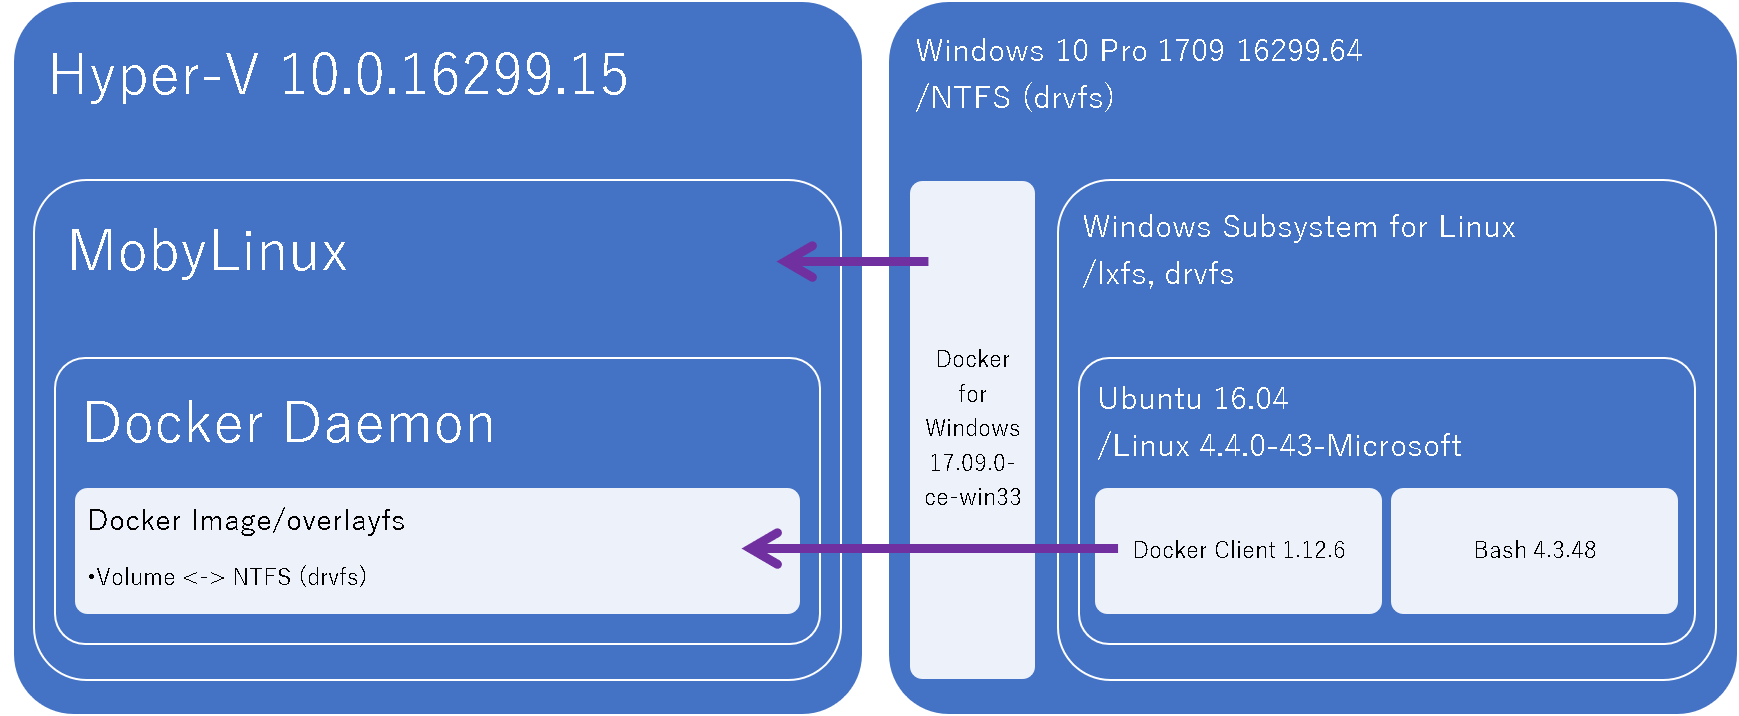 Hyper-V 10.0.16299.15
MobyLinux
Docker Daemon
Docker Image/overlayfs
•Volume <-> NTFS (drvfs)
Windows 10 Pro 1709 16299.64
/NTFS (drvfs)
Docker
for
Windows
17.09.0-
ce-win33
Windows Subsystem for Linux
/lxfs, drvfs
Ubuntu 16.04
/Linux 4.4.0-43-Microsoft
Docker Client 1.12.6
Bash 4.3.48